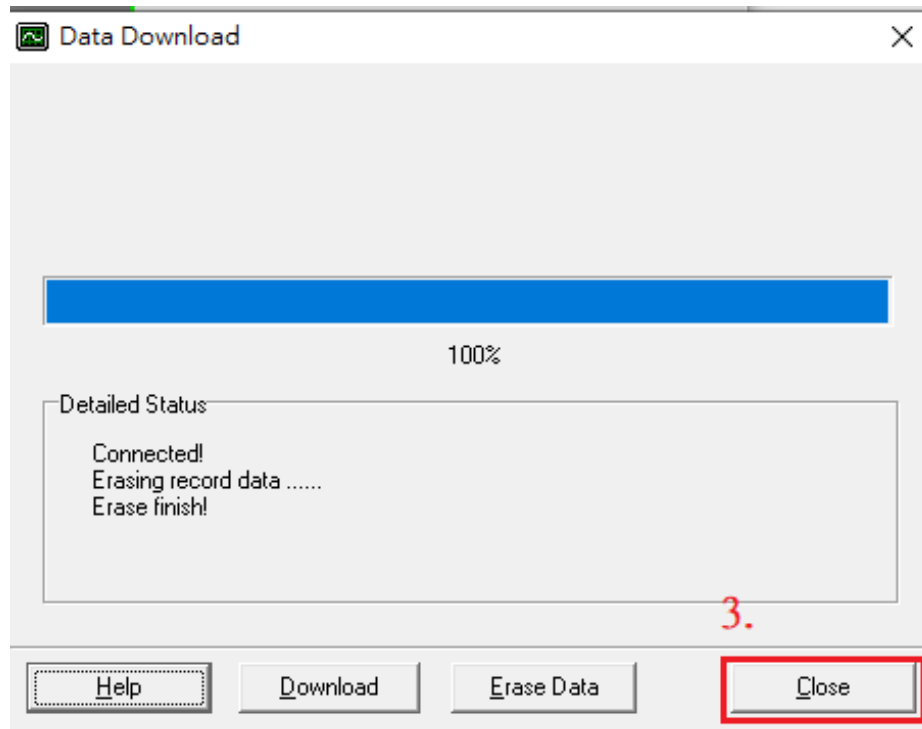 Data Download
100%
Detailed Status
Connected!
Erasing record data ......
Erase finish!
3.
Help Download Erase Data Close